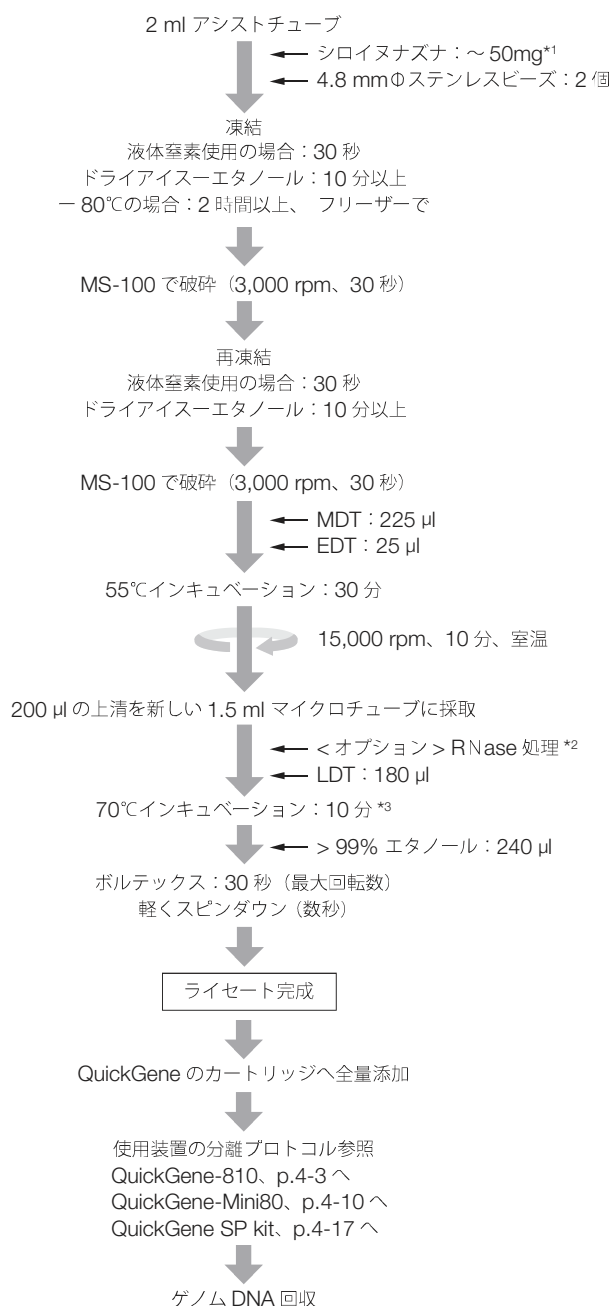 2 ml アシストチューブ
シロイヌナズナ：～ 50mg*1
4.8 mmΦステンレスビーズ：2 個
凍結
液体窒素使用の場合：30 秒
ドライアイスーエタノール：10 分以上
－ 80℃の場合：2 時間以上、 フリーザーで
MS-100 で破砕（3,000 rpm、30 秒）
再凍結
液体窒素使用の場合：30 秒
ドライアイスーエタノール：10 分以上
MS-100 で破砕（3,000 rpm、30 秒）
MDT：225 µl
EDT：25 µl
55℃インキュベーション：30 分
15,000 rpm、10 分、室温
200 µl の上清を新しい 1.5 ml マイクロチューブに採取
< オプション > RNase 処理 *2
LDT：180 µl
70℃インキュベーション：10 分 *3
> 99% エタノール：240 µl
ボルテックス：30 秒（最大回転数）
軽くスピンダウン（数秒）
ライセート完成
QuickGene のカートリッジへ全量添加
使用装置の分離プロトコル参照
QuickGene-810、p.4-3 へ
QuickGene-Mini80、p.4-10 へ
QuickGene SP kit、p.4-17 へ
ゲノム DNA 回収